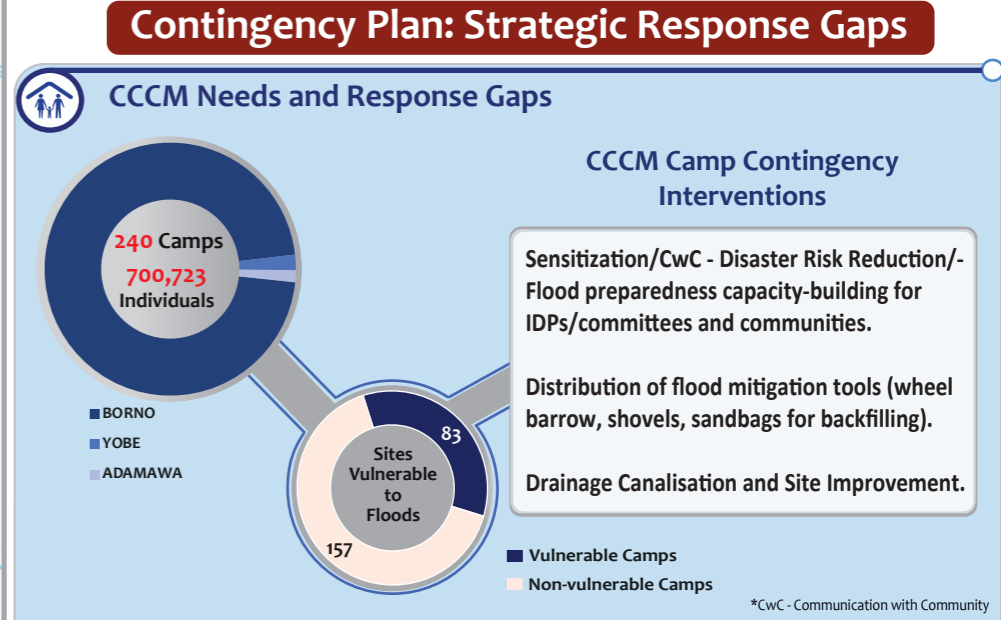 Contingency Plan: Strategic Response Gaps
CCCM Needs and Response Gaps
240 Camps
700,723
Individuals
BORNO
YOBE
ADAMAWA
83
Sites
Vulnerable
to
Floods
157
CCCM Camp Contingency
Interventions
Sensitization/CwC - Disaster Risk Reduction/-
Flood preparedness capacity-building for
IDPs/committees and communities.
Distribution of flood mitigation tools (wheel
barrow, shovels, sandbags for backfilling).
Drainage Canalisation and Site Improvement.
Vulnerable Camps
Non-vulnerable Camps
*CwC - Communication with Community